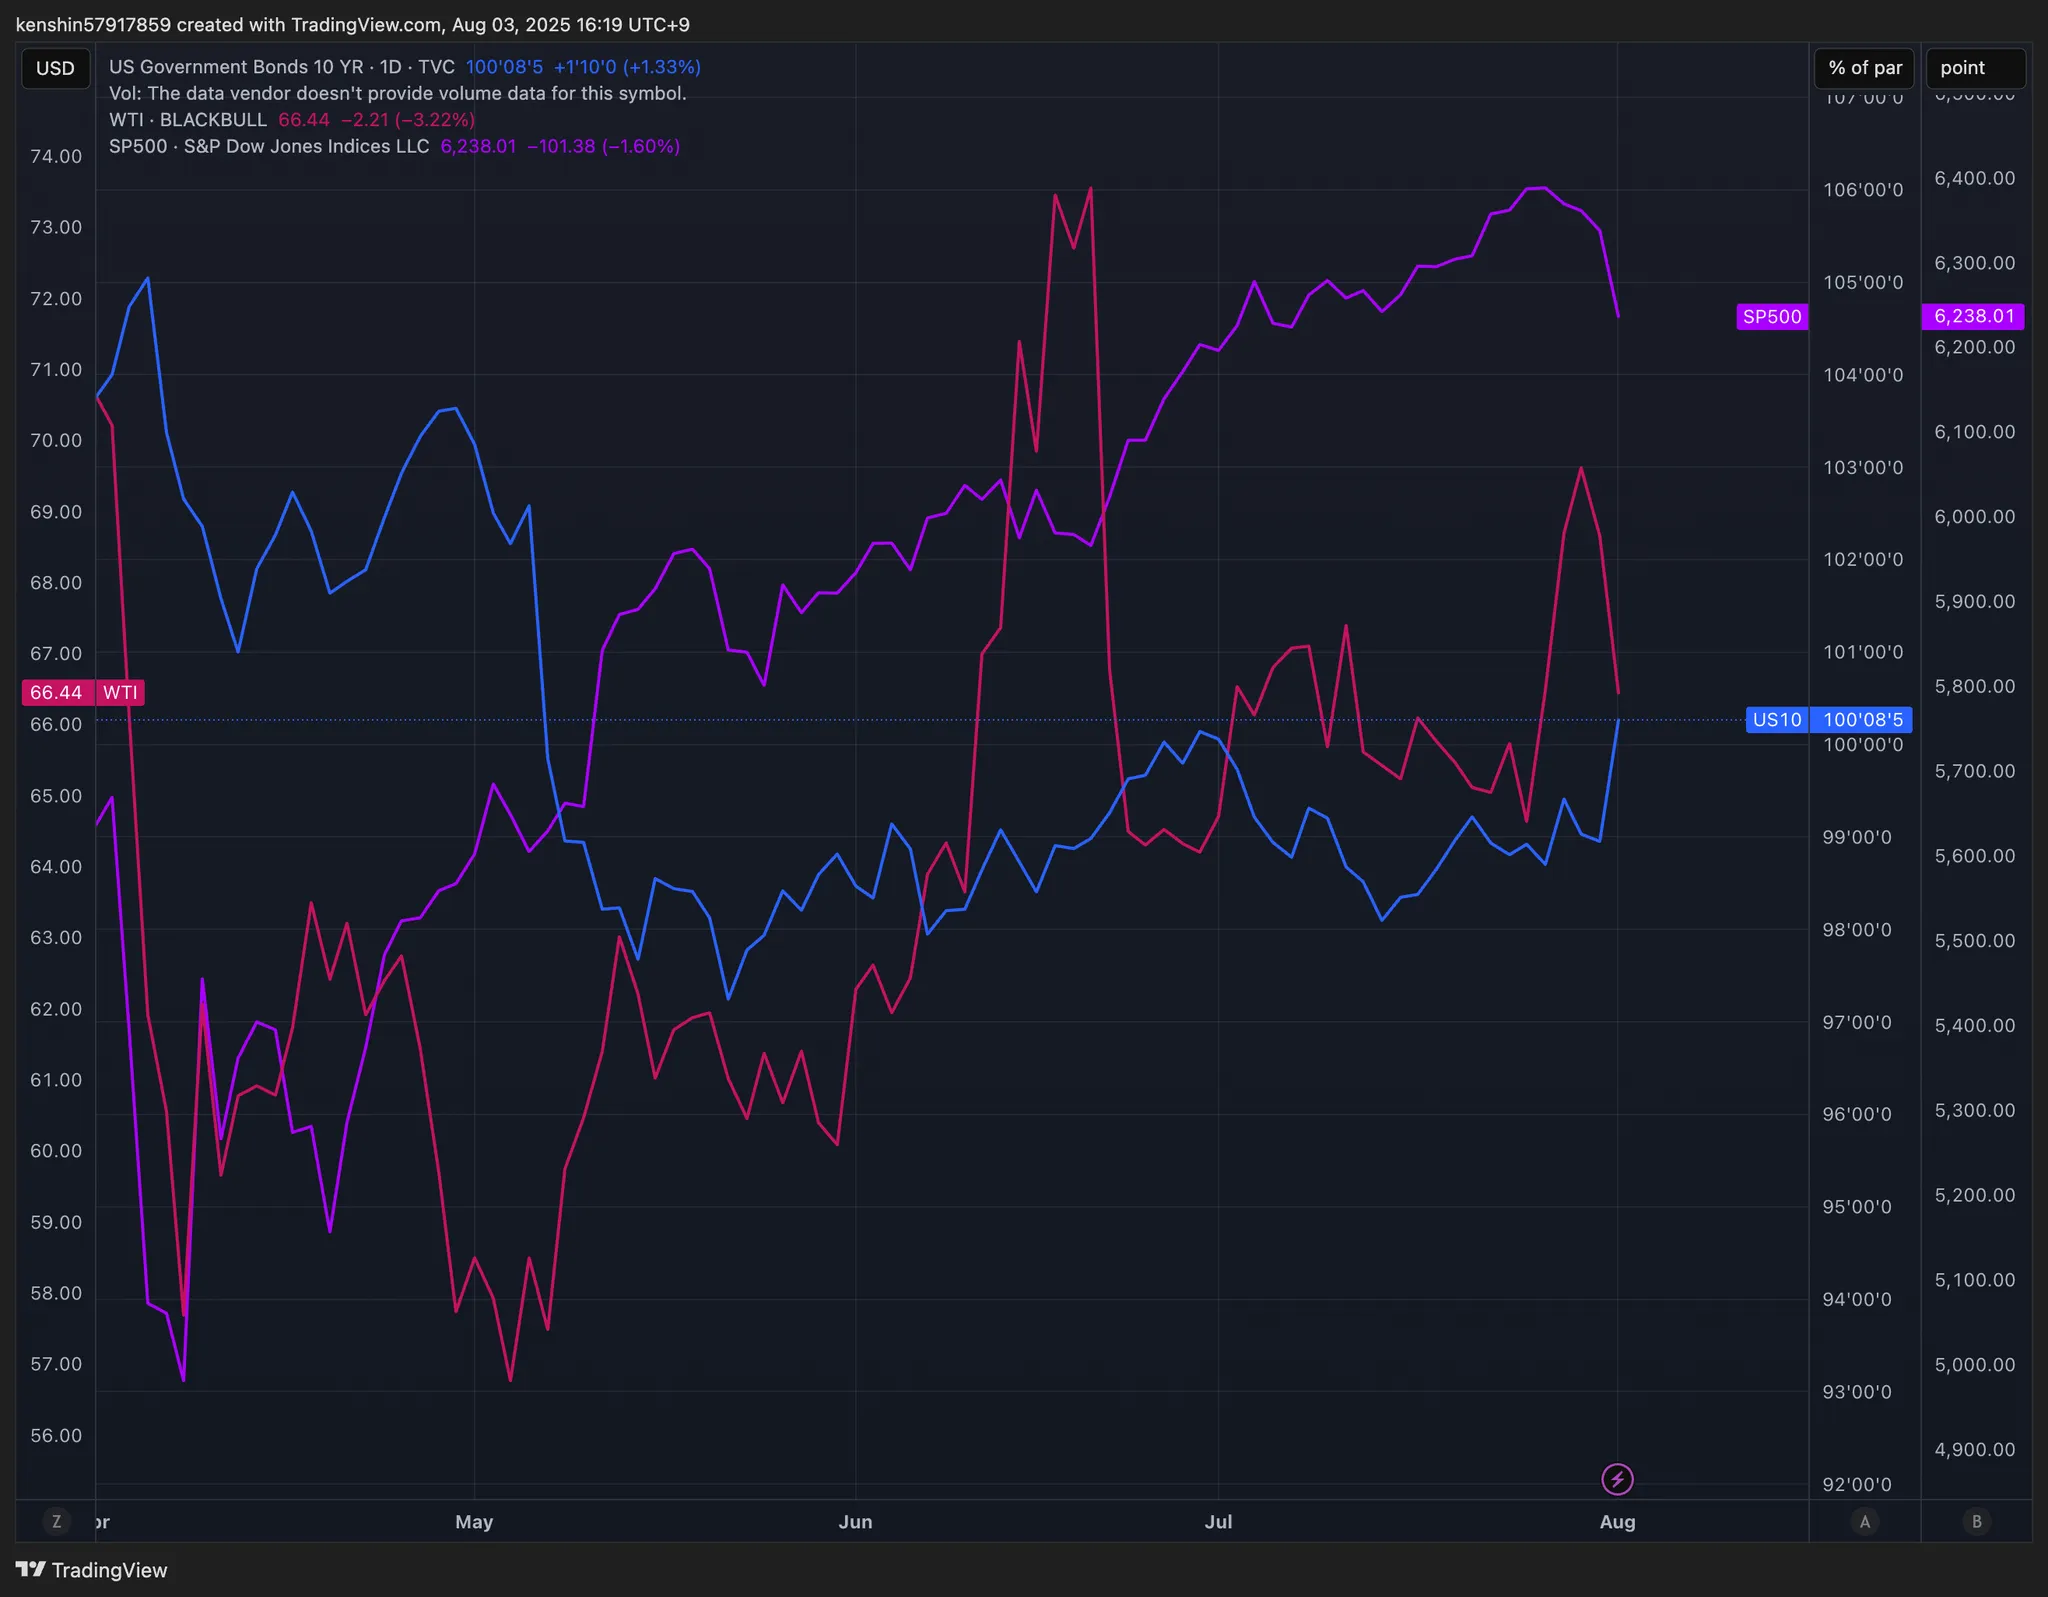 kenshin57917859 created with TradingView.com, Aug 03, 2025 16:19 UTC+9
USD
US Government Bonds 10 YR · 1D · TVC 100'08'5 +1'10'0 (+1.33%)
Vol: The data vendor doesn't provide volume data for this symbol.
WTI · BLACKBULL 66.44 −2.21 (−3.22%)
SP500 · S&P Dow Jones Indices LLC 6,238.01 −101.38 (−1.60%)
74.00
73.00
72.00
71.00
70.00
69.00
68.00
67.00
66.44 WTI
66.00
65.00
64.00
63.00
62.00
61.00
60.00
59.00
58.00
57.00
56.00
% of par
107'00'0
106'00'0
105'00'0
104'00'0
103'00'0
102'00'0
101'00'0
US10 100'08'5
100'00'0
99'00'0
98'00'0
97'00'0
96'00'0
95'00'0
94'00'0
93'00'0
92'00'0
point
6,500.00
6,400.00
6,300.00
SP500 6,238.01
6,200.00
6,100.00
6,000.00
5,900.00
5,800.00
5,700.00
5,600.00
5,500.00
5,400.00
5,300.00
5,200.00
5,100.00
5,000.00
4,900.00
Z
pr
May
Jun
Jul
Aug
A
B
TradingView